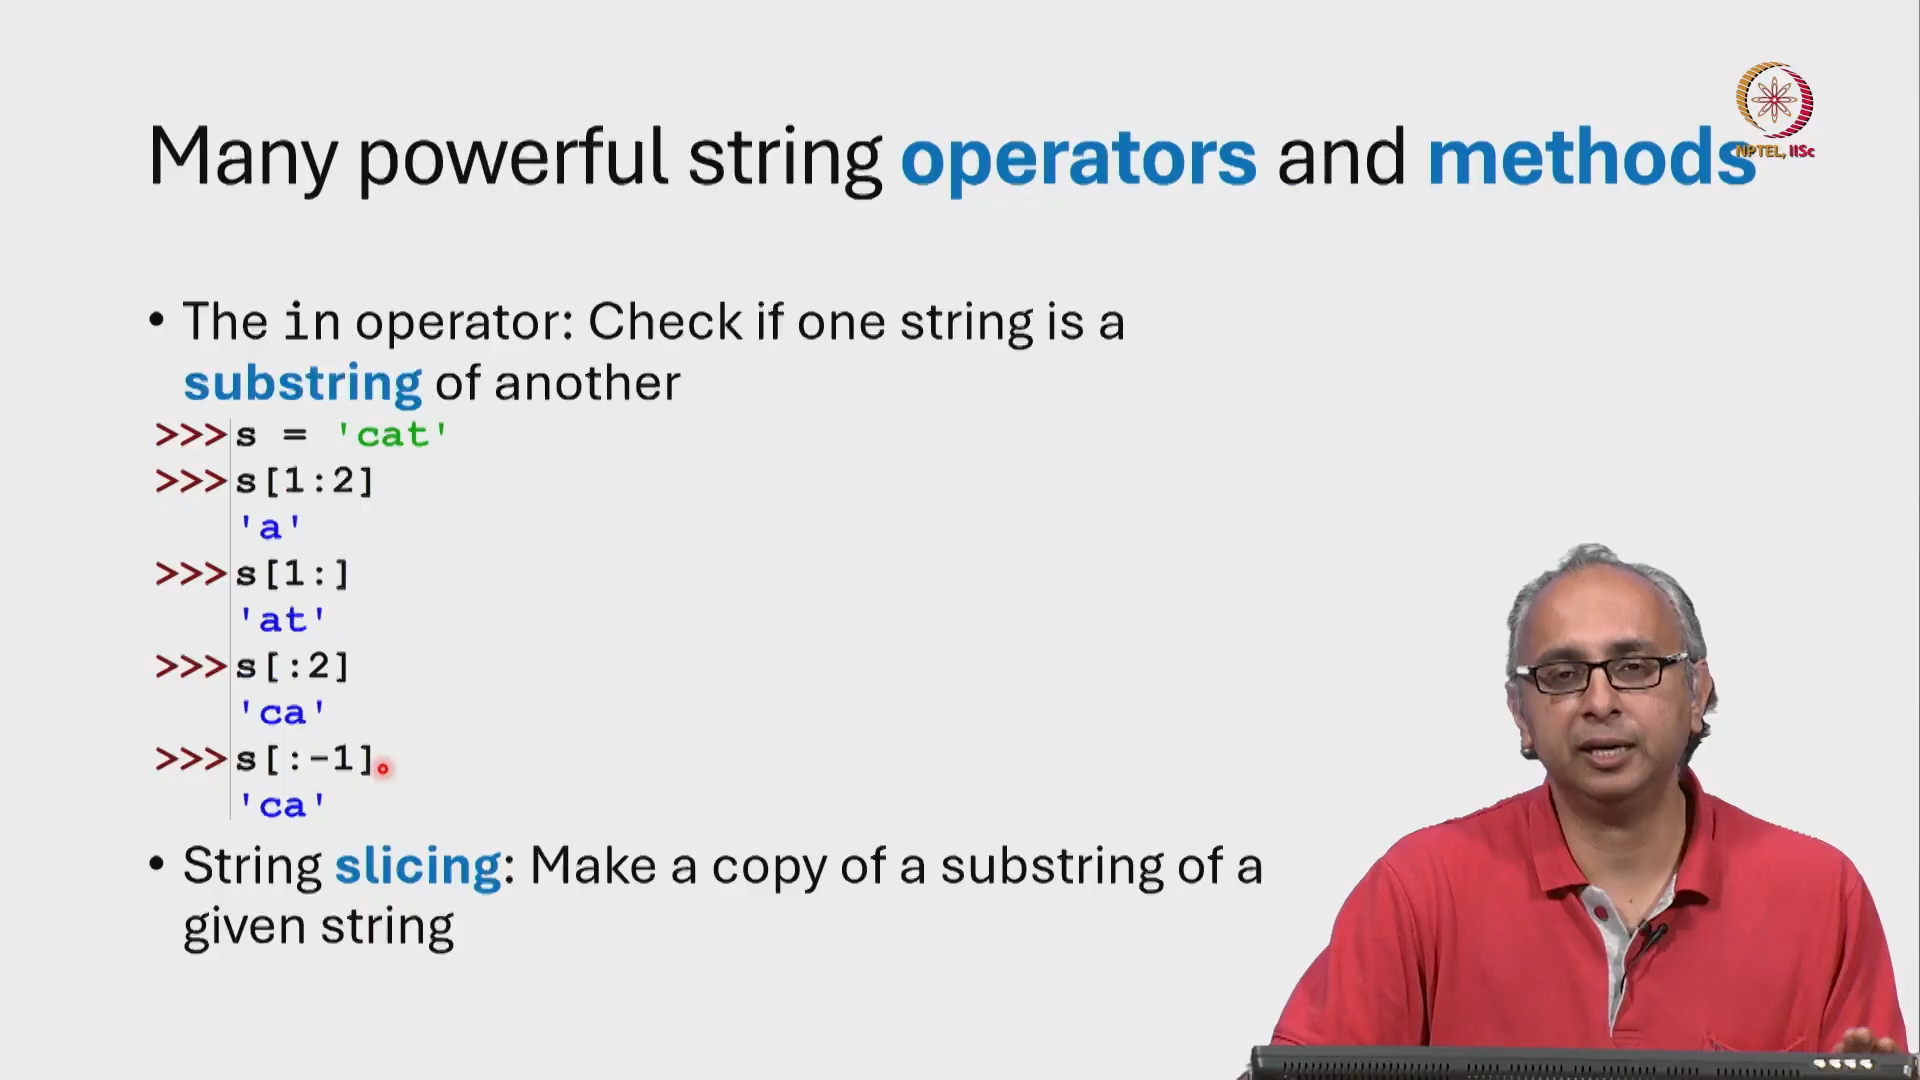 Many powerful string operators and methods
NPTEL, IISc
• The in operator: Check if one string is a
substring of another
>>> s = 'cat'
>>> s[1:2]
'a'
>>> s[1:]
'at'
>>> s[:2]
'ca'
>>> s[:-1]
'ca'
• String slicing: Make a copy of a substring of a
given string